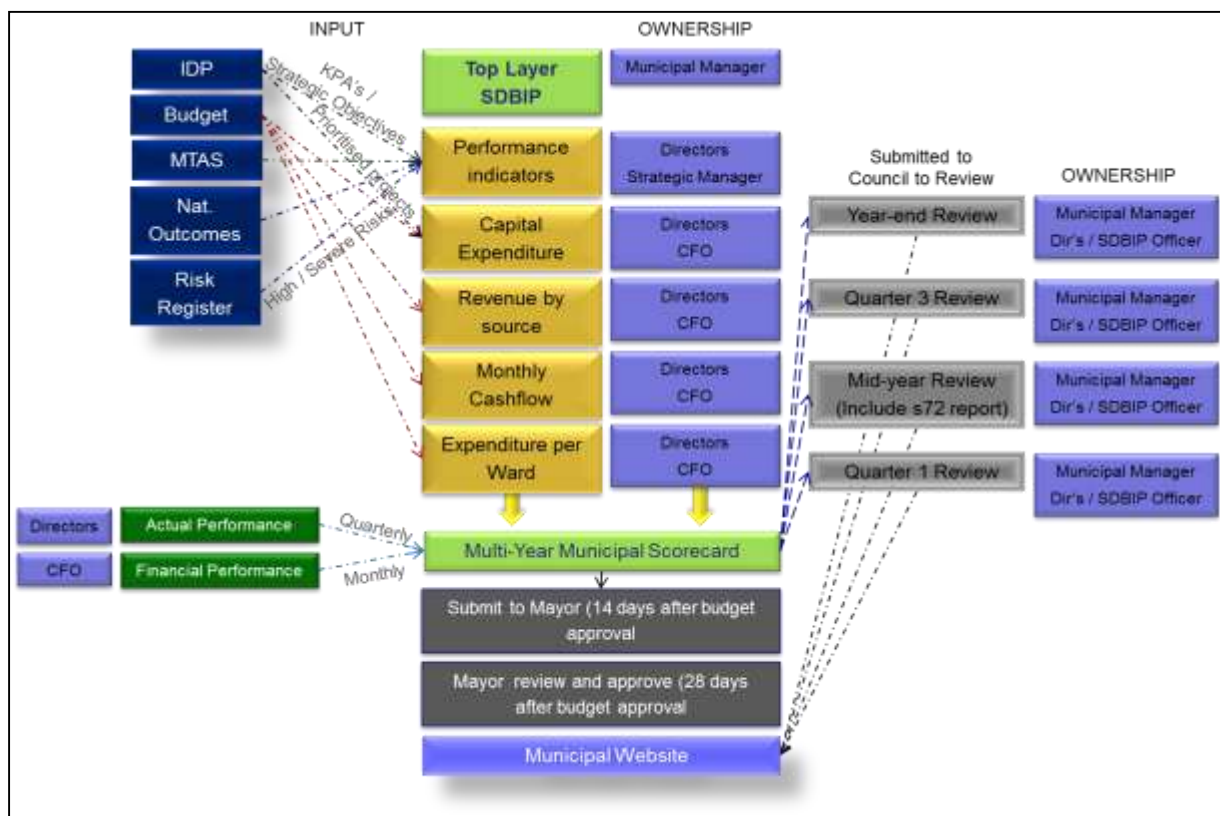 INPUT
OWNERSHIP
IDP
Budget
MTAS
Nat.
Outcomes
Risk
Register
KPA's /
Strategic Objectives
Prioritised projects
High / Severe Risks
Top Layer
SDBIP
Municipal Manager
Performance
indicators
Directors
Strategic Manager
Capital
Expenditure
Directors
CFO
Revenue by
source
Directors
CFO
Monthly
Cashflow
Directors
CFO
Expenditure per
Ward
Directors
CFO
Submitted to
Council to Review
OWNERSHIP
Year-end Review
Municipal Manager
Dir's / SDBIP Officer
Quarter 3 Review
Municipal Manager
Dir's / SDBIP Officer
Mid-year Review
(Include s72 report)
Municipal Manager
Dir's / SDBIP Officer
Quarter 1 Review
Municipal Manager
Dir's / SDBIP Officer
Directors
Actual Performance
Quarterly
CFO
Financial Performance
Monthly
Multi-Year Municipal Scorecard
Submit to Mayor (14 days after budget
approval
Mayor review and approve (28 days
after budget approval
Municipal Website